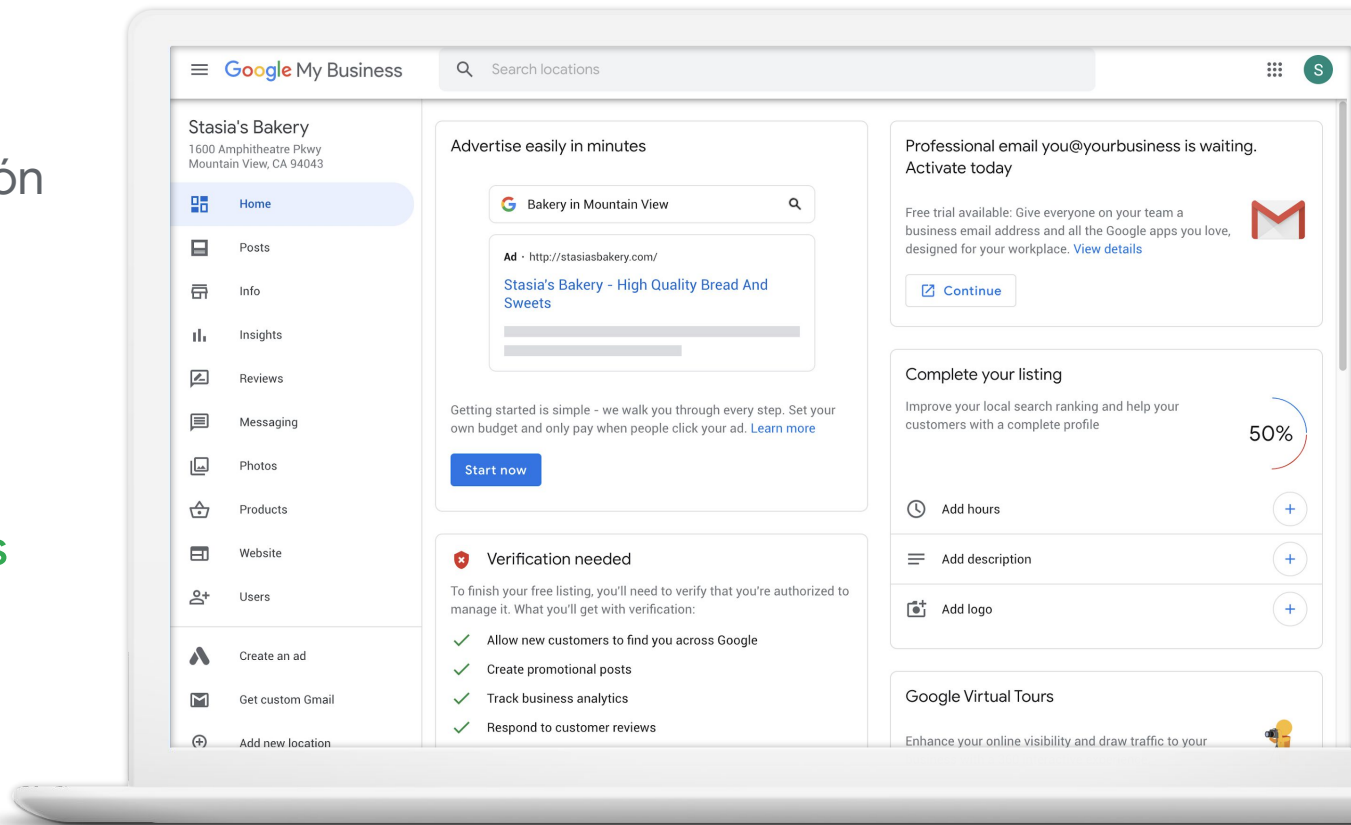 ón
s
Google My Business
Search locations
S
Stasia's Bakery
1600 Amphitheatre Pkwy
Mountain View, CA 94043
Home
Posts
Info
Insights
Reviews
Messaging
Photos
Products
Website
Users
Create an ad
Get custom Gmail
Add new location
Advertise easily in minutes
G Bakery in Mountain View
Ad · http://stasiasbakery.com/
Stasia's Bakery - High Quality Bread And
Sweets
Getting started is simple - we walk you through every step. Set your
own budget and only pay when people click your ad. Learn more
Start now
Verification needed
To finish your free listing, you'll need to verify that you're authorized to
manage it. What you'll get with verification:
Allow new customers to find you across Google
Create promotional posts
Track business analytics
Respond to customer reviews
Professional email you@yourbusiness is waiting.
Activate today
Free trial available: Give everyone on your team a
business email address and all the Google apps you love,
designed for your workplace. View details
Continue
Complete your listing
Improve your local search ranking and help your
customers with a complete profile
50%
Add hours
Add description
Add logo
Google Virtual Tours
Enhance your online visibility and draw traffic to your